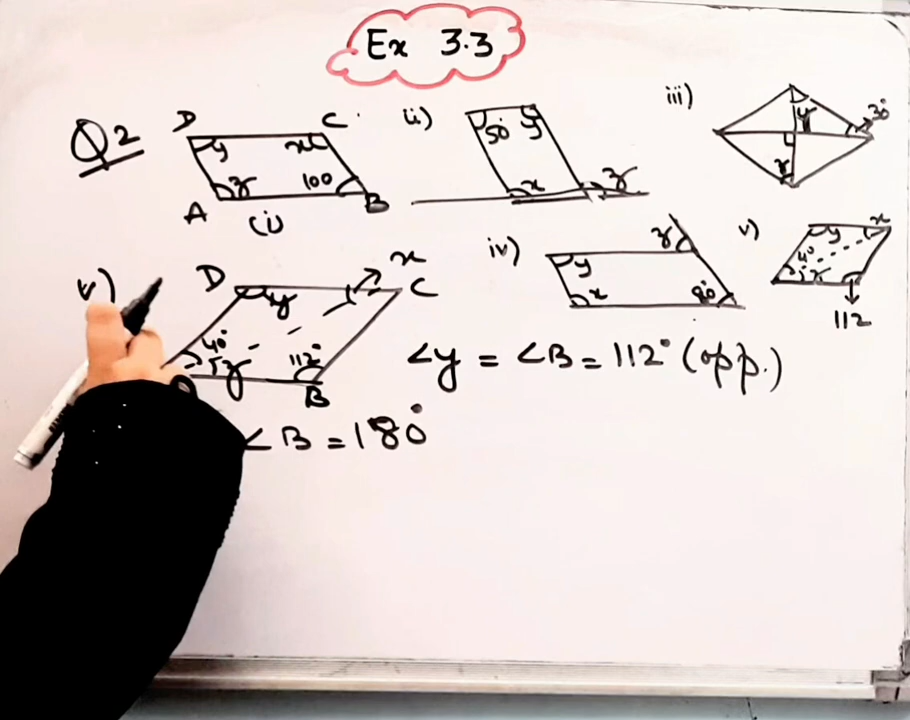 Ex 3.3
Q2
D C
y x
z 100
A B
(i)
ii)
50° y
x z
iii)
y 30°
x
iv)
z
y
x 80°
v)
y x
40°
z
112
v)
D x C
y
40°
z 112°
B
∠y = ∠B = 112° (opp.)
∠B = 180°